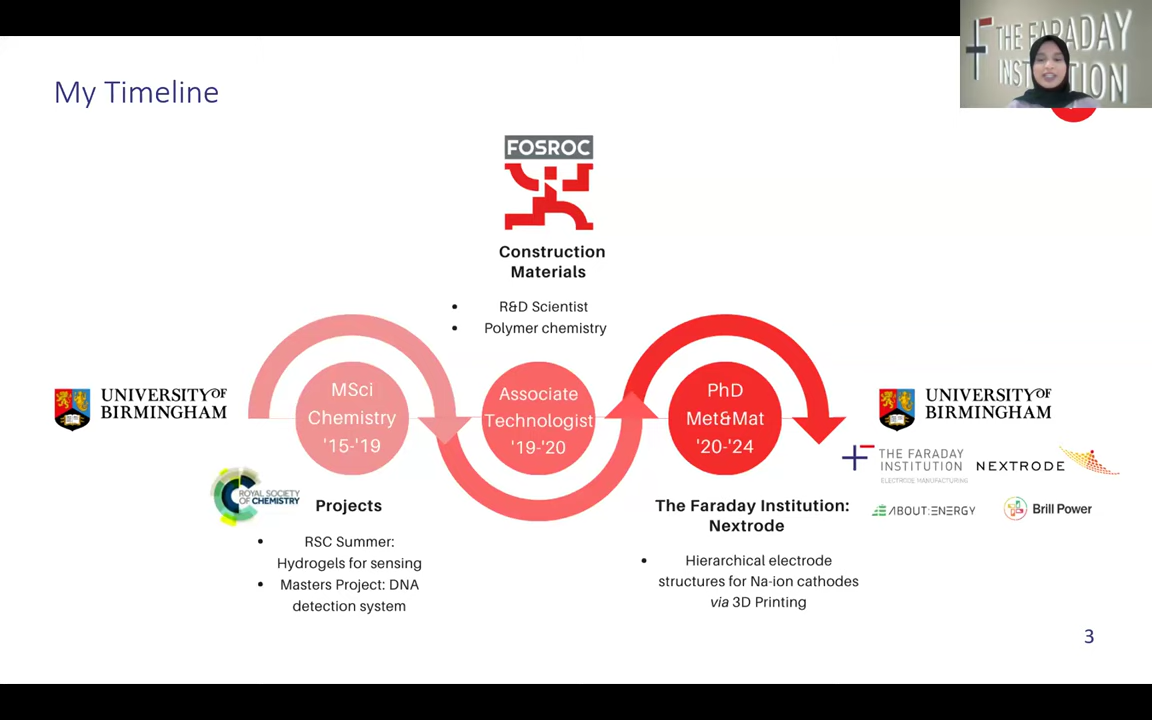 My Timeline
THE FARADAY
INSTITUTION
FOSROC
Construction
Materials
• R&D Scientist
• Polymer chemistry
UNIVERSITY OF
BIRMINGHAM
MSci
Chemistry
'15-'19
Associate
Technologist
'19-'20
PhD
Met&Mat
'20-'24
UNIVERSITY OF
BIRMINGHAM
THE FARADAY
INSTITUTION
ELECTRODE MANUFACTURING
NEXTRODE
ABOUT:ENERGY
Brill Power
ROYAL SOCIETY
OF CHEMISTRY
Projects
• RSC Summer:
Hydrogels for sensing
• Masters Project: DNA
detection system
The Faraday Institution:
Nextrode
• Hierarchical electrode
structures for Na-ion cathodes
via 3D Printing
3